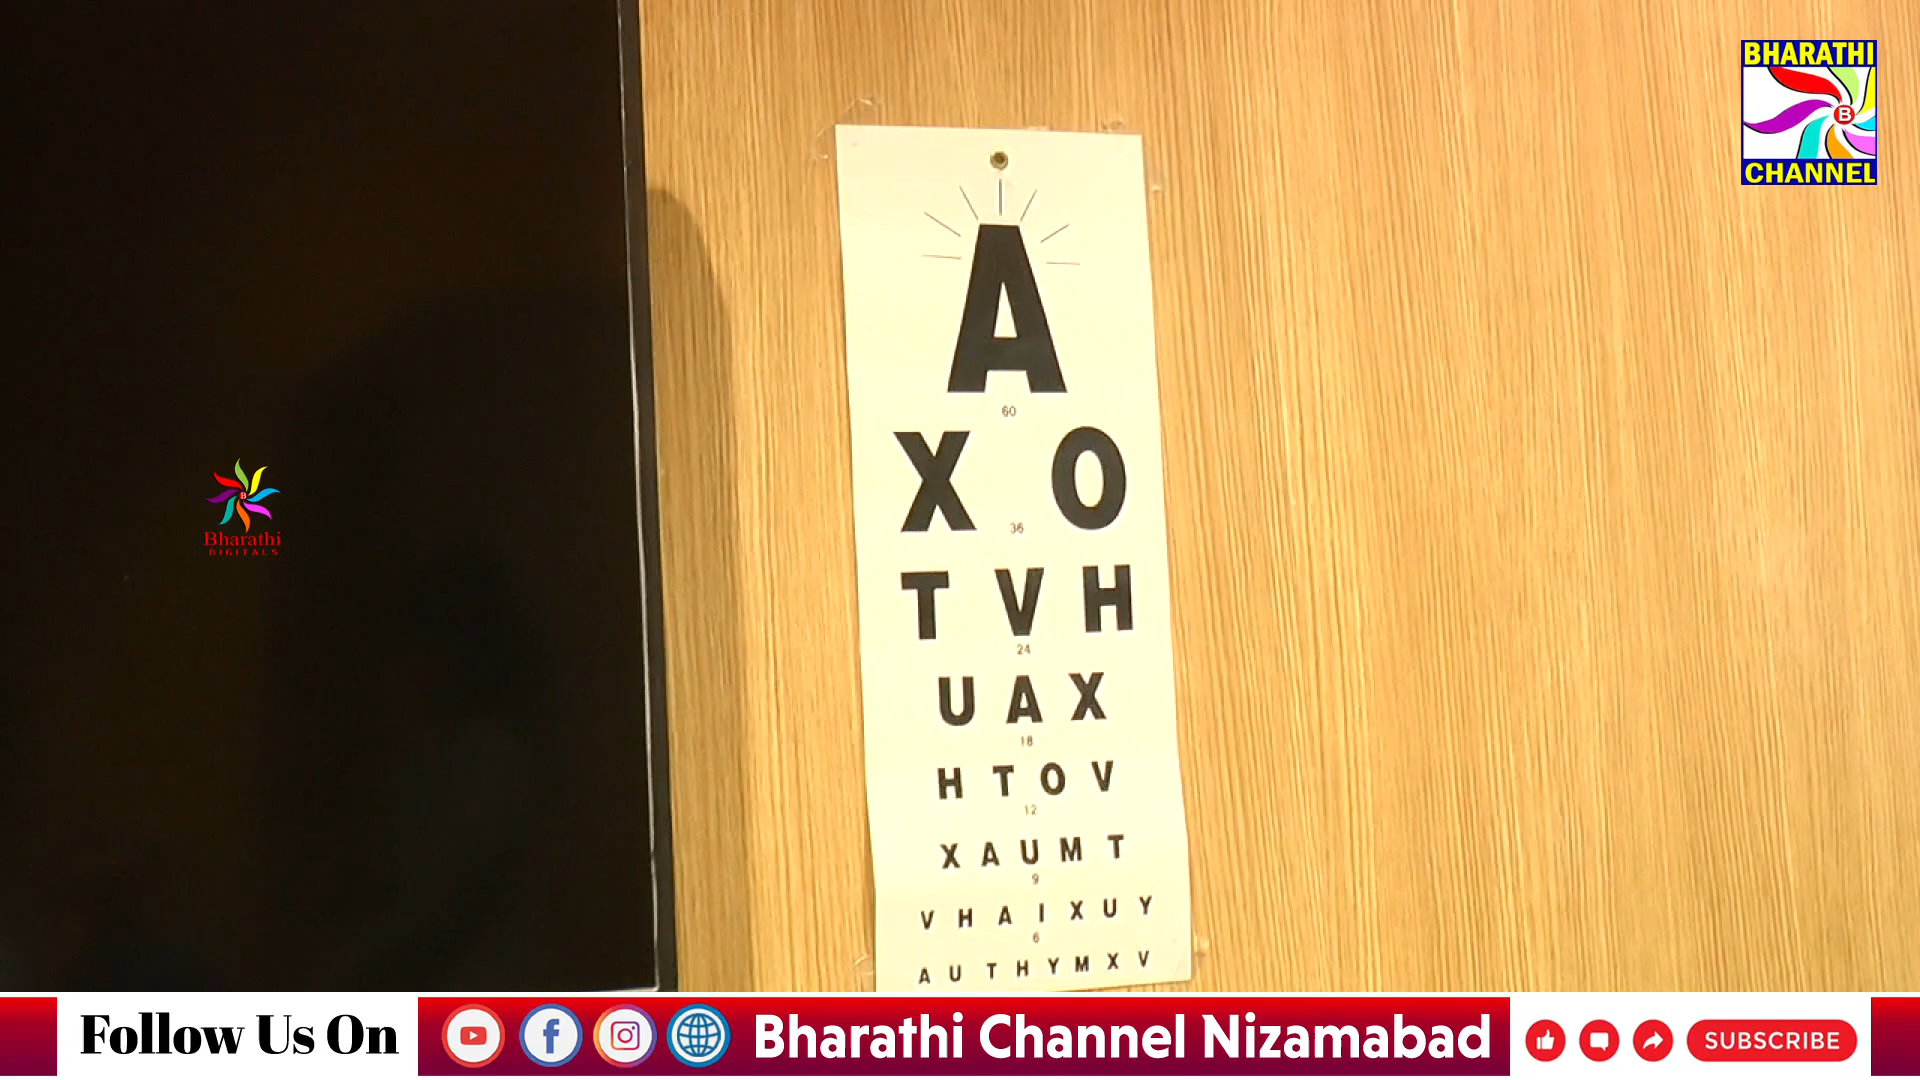 BHARATHI
B
CHANNEL
A
60
X O
36
T V H
24
U A X
18
H T O V
12
X A U M T
9
V H A I X U Y
6
A U T H Y M X V
B
Bharathi
DIGITALS
Follow Us On
f
Bharathi Channel Nizamabad
SUBSCRIBE